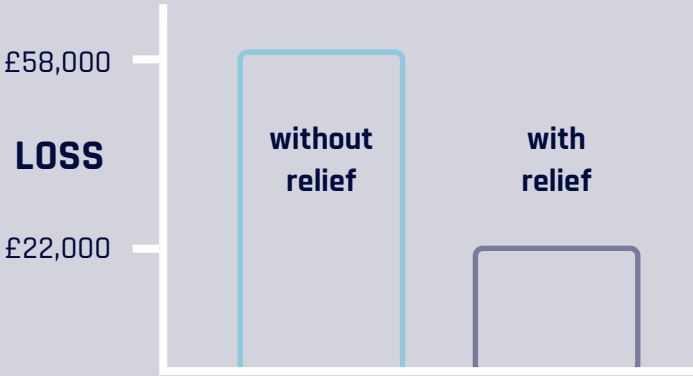 £58,000
LOSS
£22,000
without
relief
with
relief